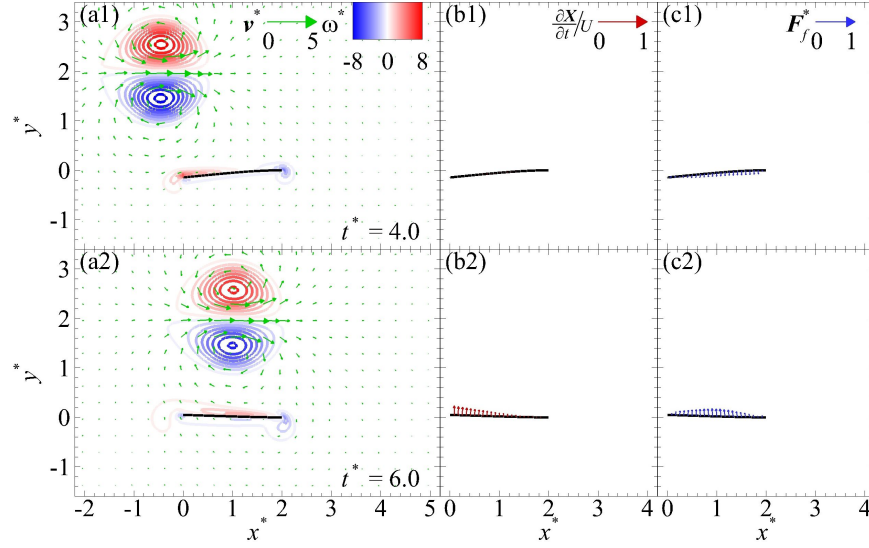 (a1) v* 0 5 ω* -8 0 8
(b1) ∂X/∂t/U 0 1
(c1) F_f* 0 1
3
2
1
0
-1
y*
t* = 4.0
(a2)
(b2)
(c2)
3
2
1
0
-1
y*
t* = 6.0
-2 -1 0 1 2 3 4 5
0 1 2 3 4
0 1 2 3 4
x*
x*
x*